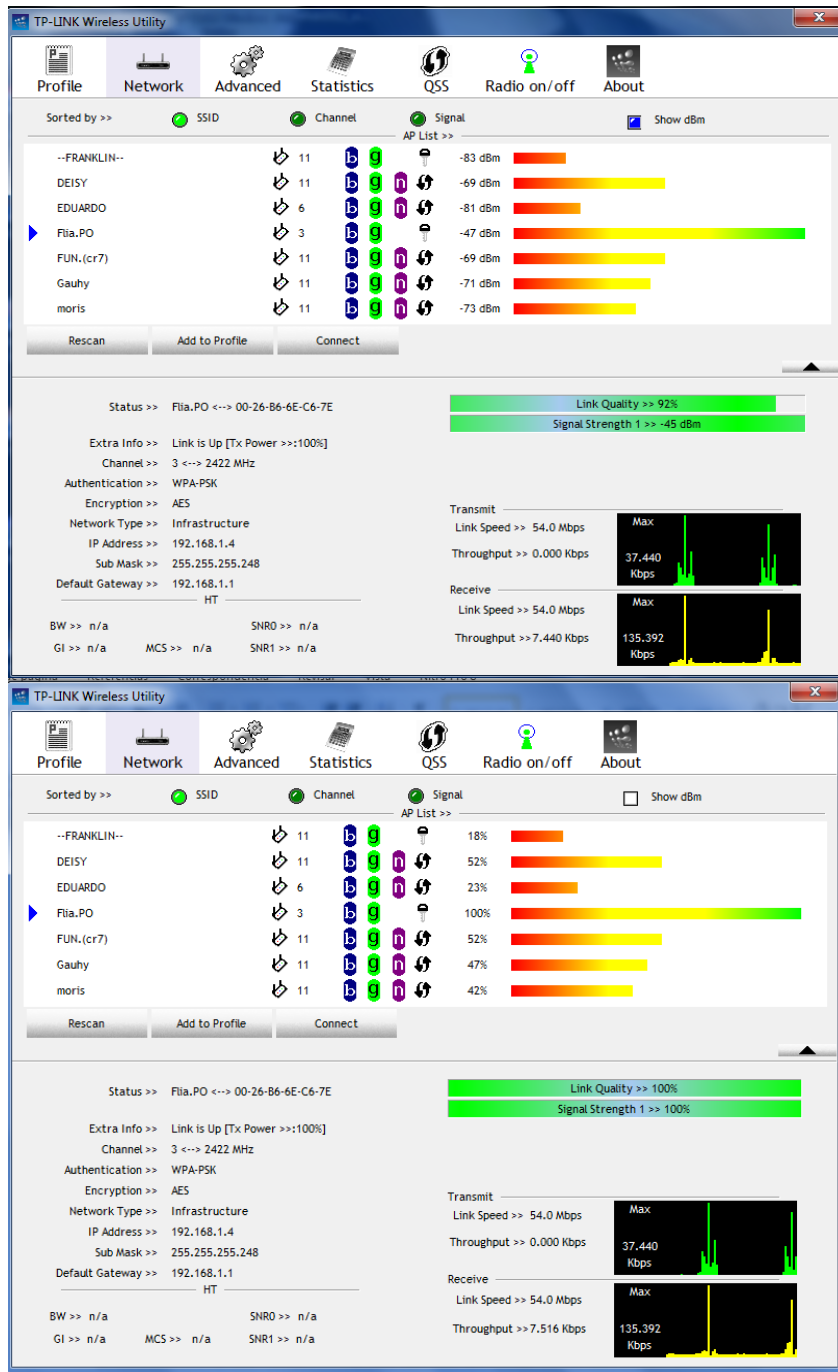 TP-LINK Wireless Utility
Profile Network Advanced Statistics QSS Radio on/off About
Sorted by >> SSID Channel Signal Show dBm
AP List >>
--FRANKLIN-- 11 b g -83 dBm
DEISY 11 b g n -69 dBm
EDUARDO 6 b g n -81 dBm
Flia.PO 3 b g -47 dBm
FUN.(cr7) 11 b g n -69 dBm
Gauhy 11 b g n -71 dBm
moris 11 b g n -73 dBm
Rescan Add to Profile Connect
Status >> Flia.PO <--> 00-26-B6-6E-C6-7E
Extra Info >> Link is Up [Tx Power >>:100%]
Channel >> 3 <--> 2422 MHz
Authentication >> WPA-PSK
Encryption >> AES
Network Type >> Infrastructure
IP Address >> 192.168.1.4
Sub Mask >> 255.255.255.248
Default Gateway >> 192.168.1.1
HT
BW >> n/a SNR0 >> n/a
GI >> n/a MCS >> n/a SNR1 >> n/a
Link Quality >> 92%
Signal Strength 1 >> -45 dBm
Transmit
Link Speed >> 54.0 Mbps
Throughput >> 0.000 Kbps
Max
37.440
Kbps
Receive
Link Speed >> 54.0 Mbps
Throughput >>7.440 Kbps
Max
135.392
Kbps
TP-LINK Wireless Utility
Profile Network Advanced Statistics QSS Radio on/off About
Sorted by >> SSID Channel Signal Show dBm
AP List >>
--FRANKLIN-- 11 b g 18%
DEISY 11 b g n 52%
EDUARDO 6 b g n 23%
Flia.PO 3 b g 100%
FUN.(cr7) 11 b g n 52%
Gauhy 11 b g n 47%
moris 11 b g n 42%
Rescan Add to Profile Connect
Status >> Flia.PO <--> 00-26-B6-6E-C6-7E
Extra Info >> Link is Up [Tx Power >>:100%]
Channel >> 3 <--> 2422 MHz
Authentication >> WPA-PSK
Encryption >> AES
Network Type >> Infrastructure
IP Address >> 192.168.1.4
Sub Mask >> 255.255.255.248
Default Gateway >> 192.168.1.1
HT
BW >> n/a SNR0 >> n/a
GI >> n/a MCS >> n/a SNR1 >> n/a
Link Quality >> 100%
Signal Strength 1 >> 100%
Transmit
Link Speed >> 54.0 Mbps
Throughput >> 0.000 Kbps
Max
37.440
Kbps
Receive
Link Speed >> 54.0 Mbps
Throughput >>7.516 Kbps
Max
135.392
Kbps